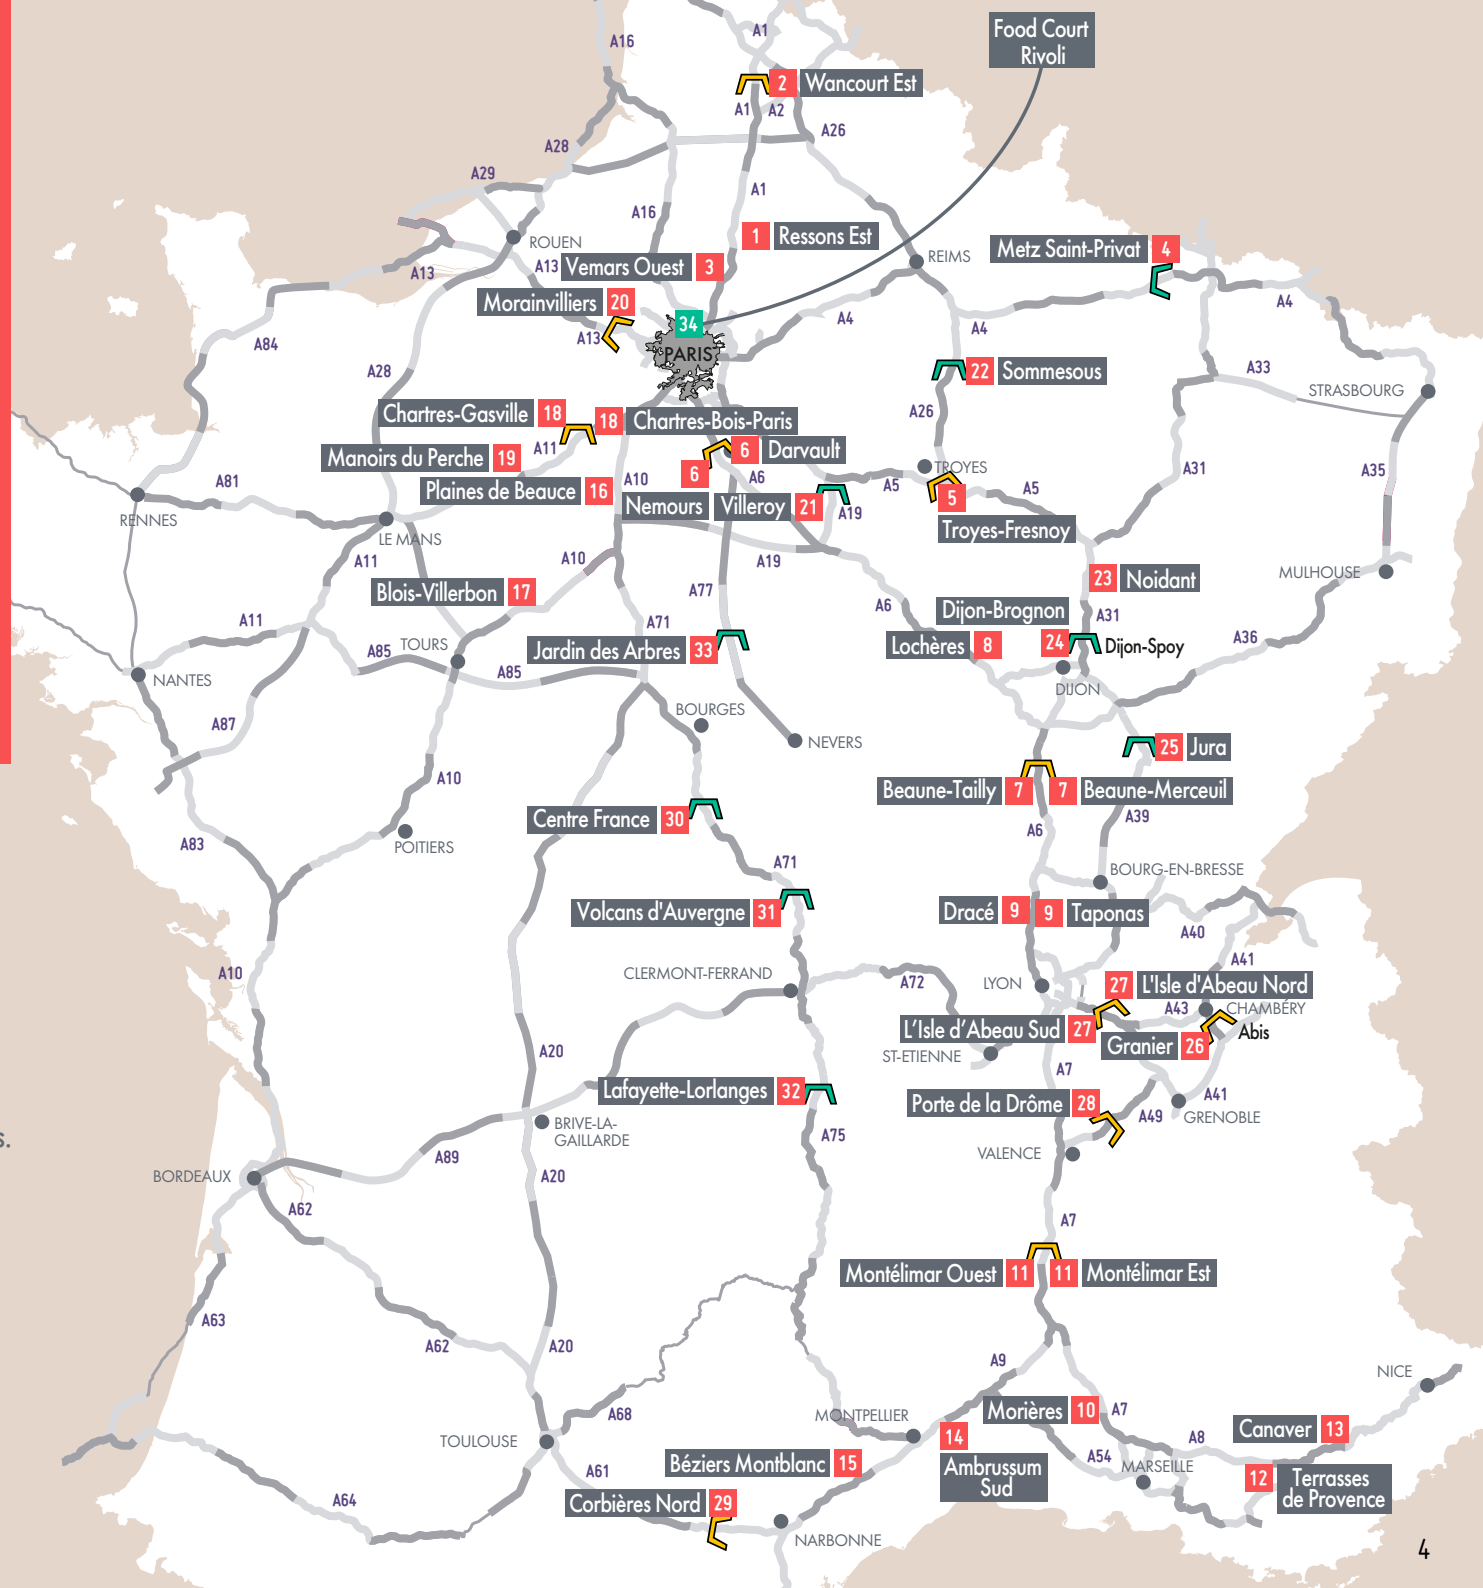 Food Court
Rivoli
A1
A16
2 Wancourt Est
A1
A2
A26
A28
A29
A1
A16
1 Ressons Est
ROUEN
A13
Vemars Ouest 3
REIMS
Metz Saint-Privat 4
A13
Morainvilliers 20
A4
A4
34
A4
A13
A84
PARIS
A28
22 Sommesous
A33
STRASBOURG
Chartres-Gasville 18
18 Chartres-Bois-Paris
A26
A11
6 Darvault
Manoirs du Perche 19
TROYES
A31
A35
A81
Plaines de Beauce 16
A10
6
A6
A5
A5
5
RENNES
Nemours
Villeroy 21
A19
Troyes-Fresnoy
LE MANS
A11
A10
A19
MULHOUSE
Blois-Villerbon 17
A77
23 Noidant
A6
Dijon-Brognon
A31
A11
A71
A36
TOURS
Jardin des Arbres 33
Lochères 8
24
Dijon-Spoy
A85
A85
NANTES
DIJON
BOURGES
A87
NEVERS
25 Jura
A10
Beaune-Tailly 7
7 Beaune-Merceuil
Centre France 30
A39
A83
POITIERS
A6
A71
BOURG-EN-BRESSE
Volcans d'Auvergne 31
Dracé 9
9 Taponas
A40
A10
A41
CLERMONT-FERRAND
A72
LYON
27 L'Isle d'Abeau Nord
A43
CHAMBÉRY
L’Isle d’Abeau Sud 27
Abis
A20
ST-ETIENNE
Granier 26
A7
Lafayette-Lorlanges 32
A41
Porte de la Drôme 28
A49
GRENOBLE
BRIVE-LA-
GAILLARDE
A75
s.
VALENCE
A89
BORDEAUX
A20
A62
A7
Montélimar Ouest 11
11 Montélimar Est
A63
A62
A20
A9
NICE
Morières 10
A7
A68
MONTPELLIER
Canaver 13
TOULOUSE
14
A8
Ambrussum
Sud
A54
Béziers Montblanc 15
MARSEILLE
A61
12 Terrasses
de Provence
A64
Corbières Nord 29
NARBONNE
4